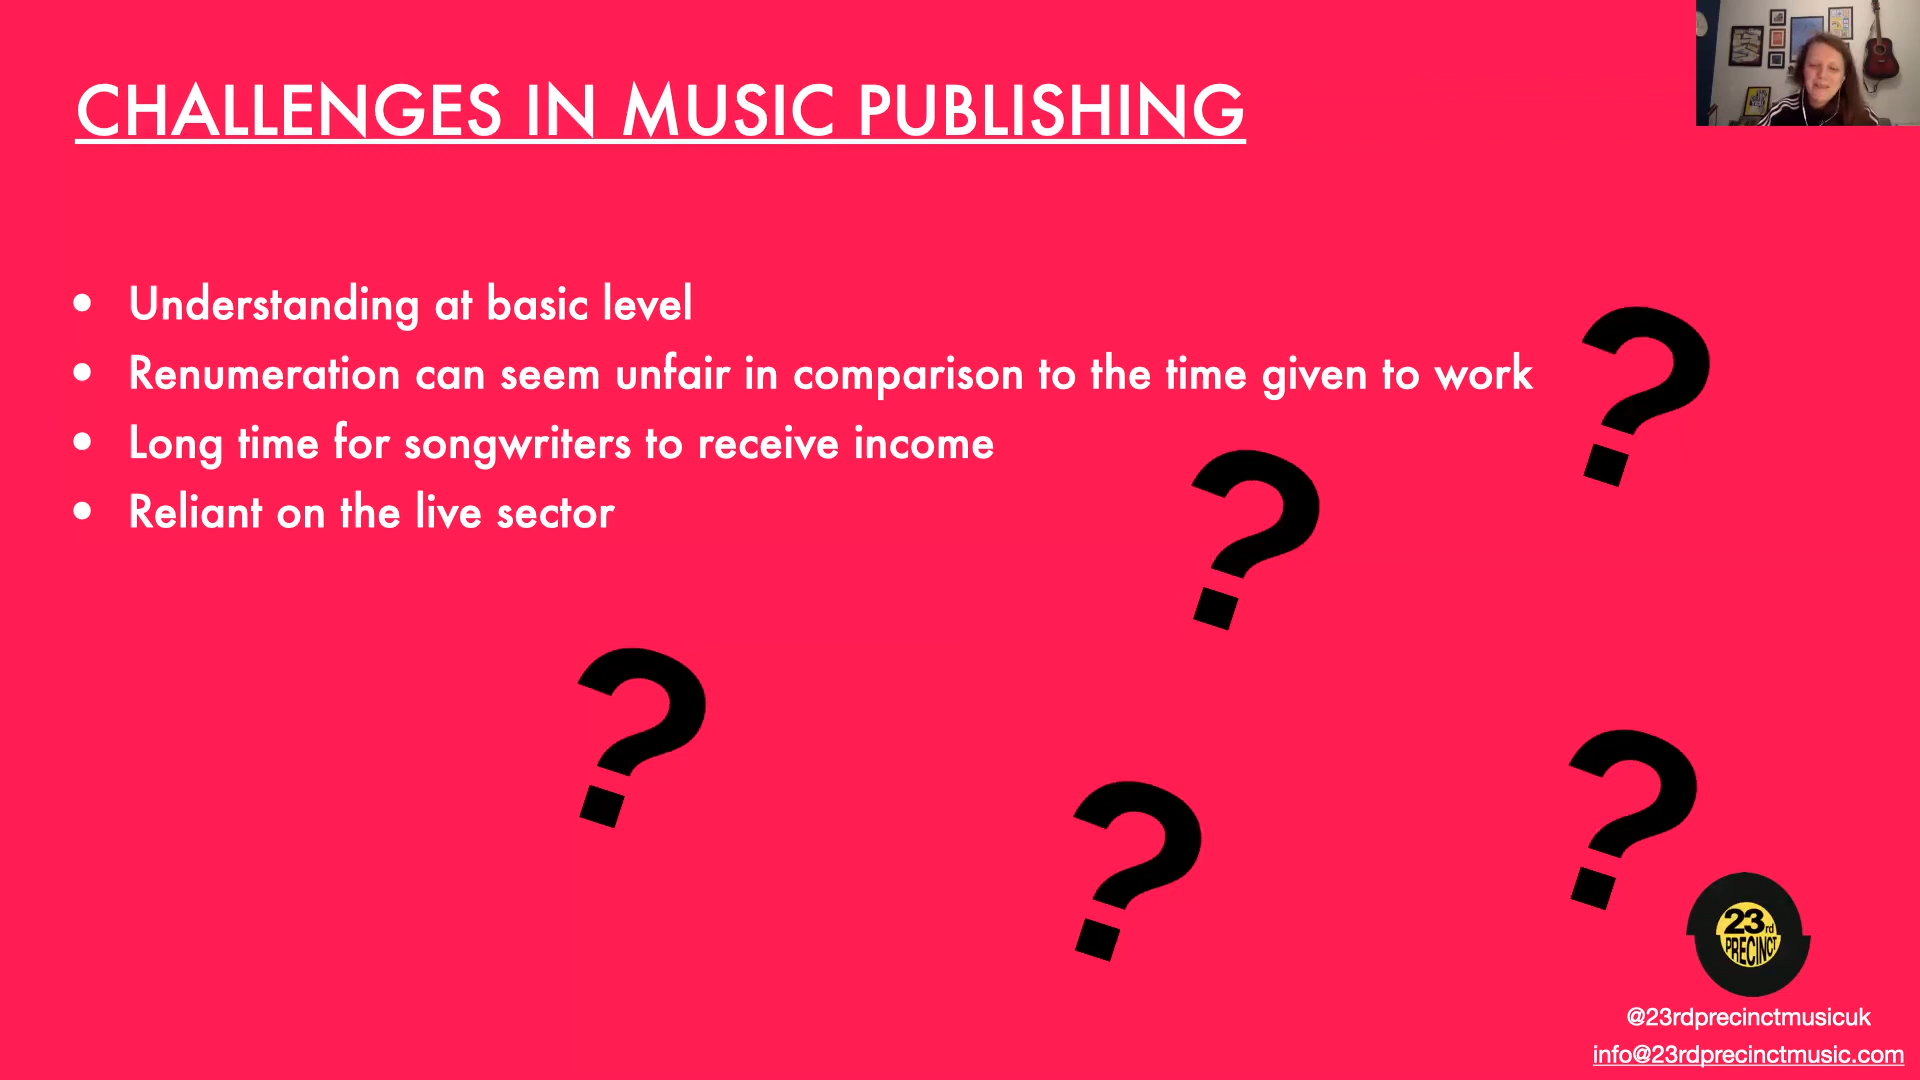 CHALLENGES IN MUSIC PUBLISHING
• Understanding at basic level
• Renumeration can seem unfair in comparison to the time given to work
• Long time for songwriters to receive income
• Reliant on the live sector
?
?
?
?
?
23rd
PRECINCT
@23rdprecinctmusicuk
info@23rdprecinctmusic.com